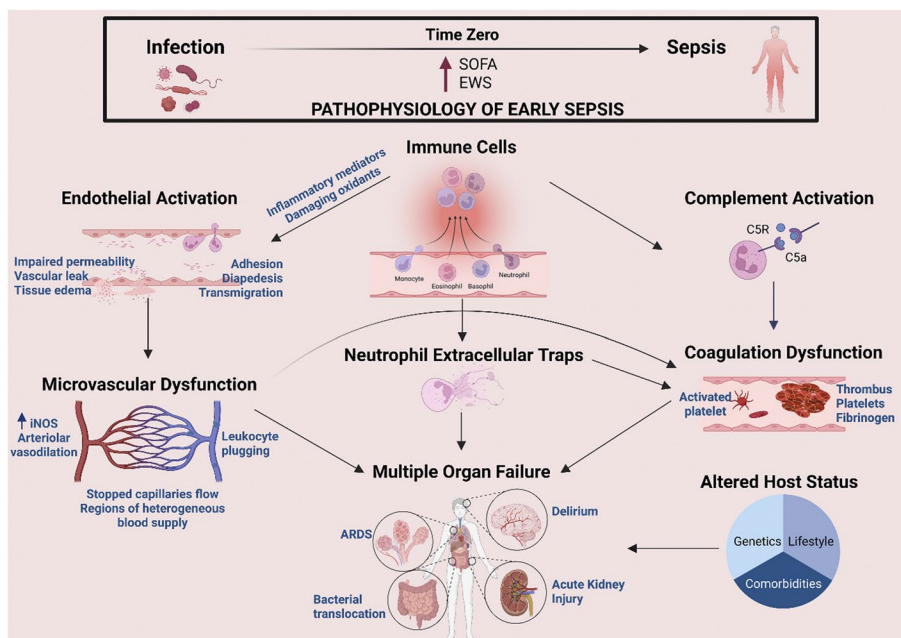 Time Zero
Infection
Sepsis
SOFA
EWS
PATHOPHYSIOLOGY OF EARLY SEPSIS
Immune Cells
Inflammatory mediators
Damaging oxidants
Endothelial Activation
Impaired permeability
Vascular leak
Tissue edema
Adhesion
Diapedesis
Transmigration
Monocyte
Eosinophil
Basophil
Neutrophil
Complement Activation
C5R
C5a
Neutrophil Extracellular Traps
Coagulation Dysfunction
Activated
platelet
Thrombus
Platelets
Fibrinogen
Microvascular Dysfunction
iNOS
Arteriolar
vasodilation
Leukocyte
plugging
Stopped capillaries flow
Regions of heterogeneous
blood supply
Multiple Organ Failure
ARDS
Delirium
Bacterial
translocation
Acute Kidney
Injury
Altered Host Status
Genetics
Lifestyle
Comorbidities